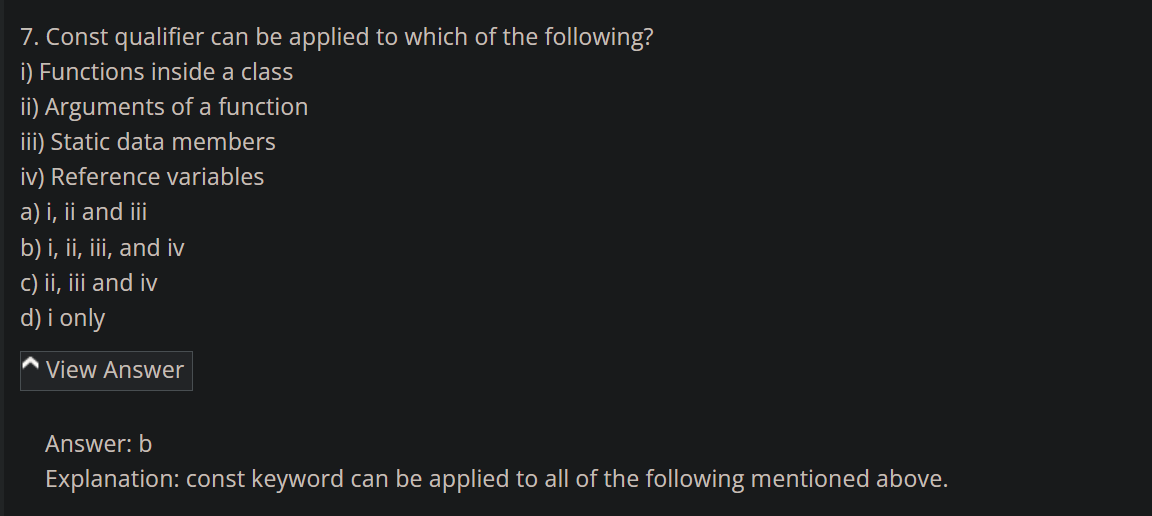 7. Const qualifier can be applied to which of the following?
i) Functions inside a class
ii) Arguments of a function
iii) Static data members
iv) Reference variables
a) i, ii and iii
b) i, ii, iii, and iv
c) ii, iii and iv
d) i only
View Answer
Answer: b
Explanation: const keyword can be applied to all of the following mentioned above.